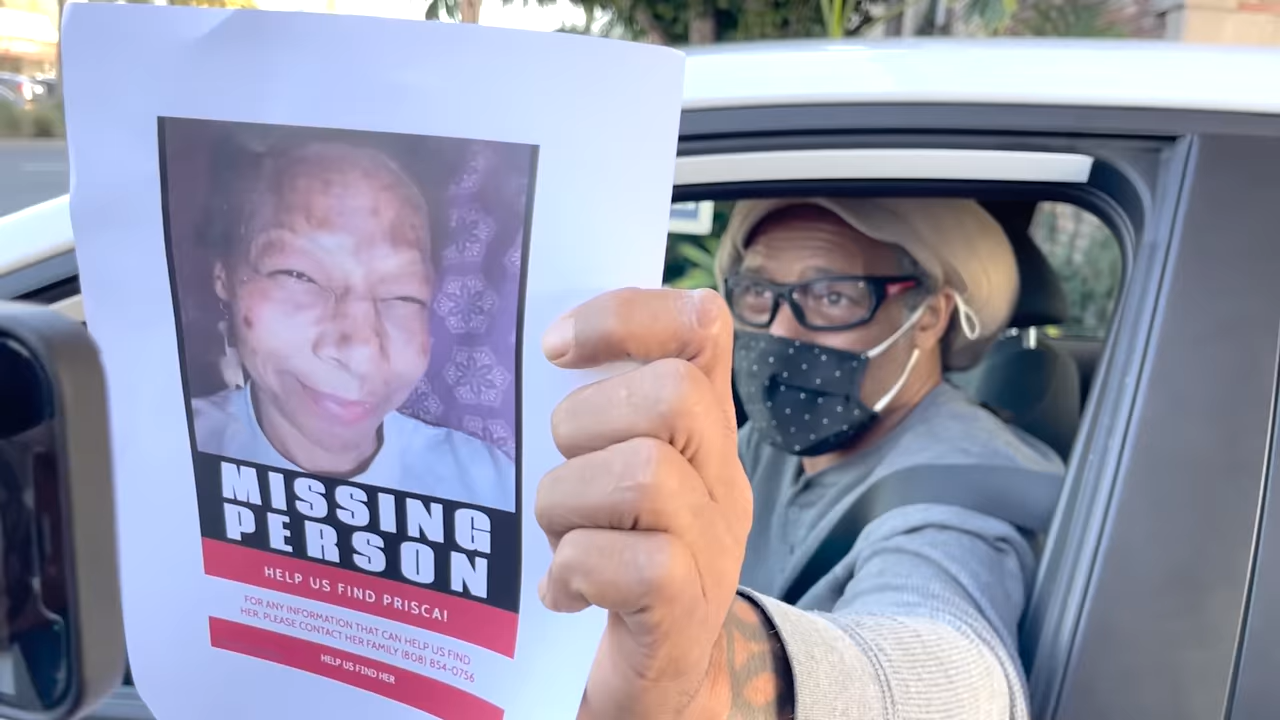 MISSING
PERSON
HELP US FIND PRISCA!
FOR ANY INFORMATION THAT CAN HELP US FIND
HER, PLEASE CONTACT HER FAMILY (808) 854-0756
HELP US FIND HER